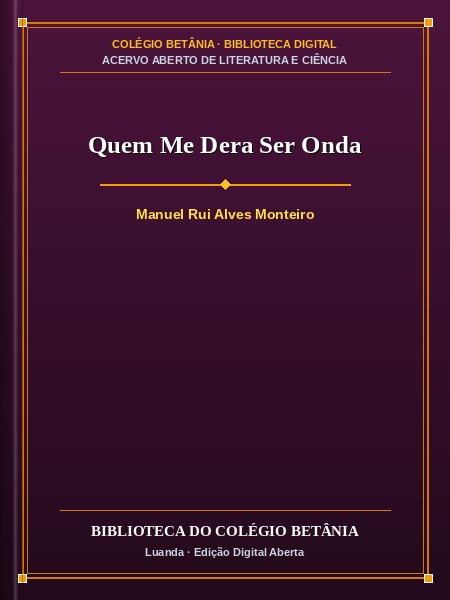 COLÉGIO BETÂNIA · BIBLIOTECA DIGITAL
ACERVO ABERTO DE LITERATURA E CIÊNCIA
Quem Me Dera Ser Onda
Manuel Rui Alves Monteiro
BIBLIOTECA DO COLÉGIO BETÂNIA
Luanda · Edição Digital Aberta